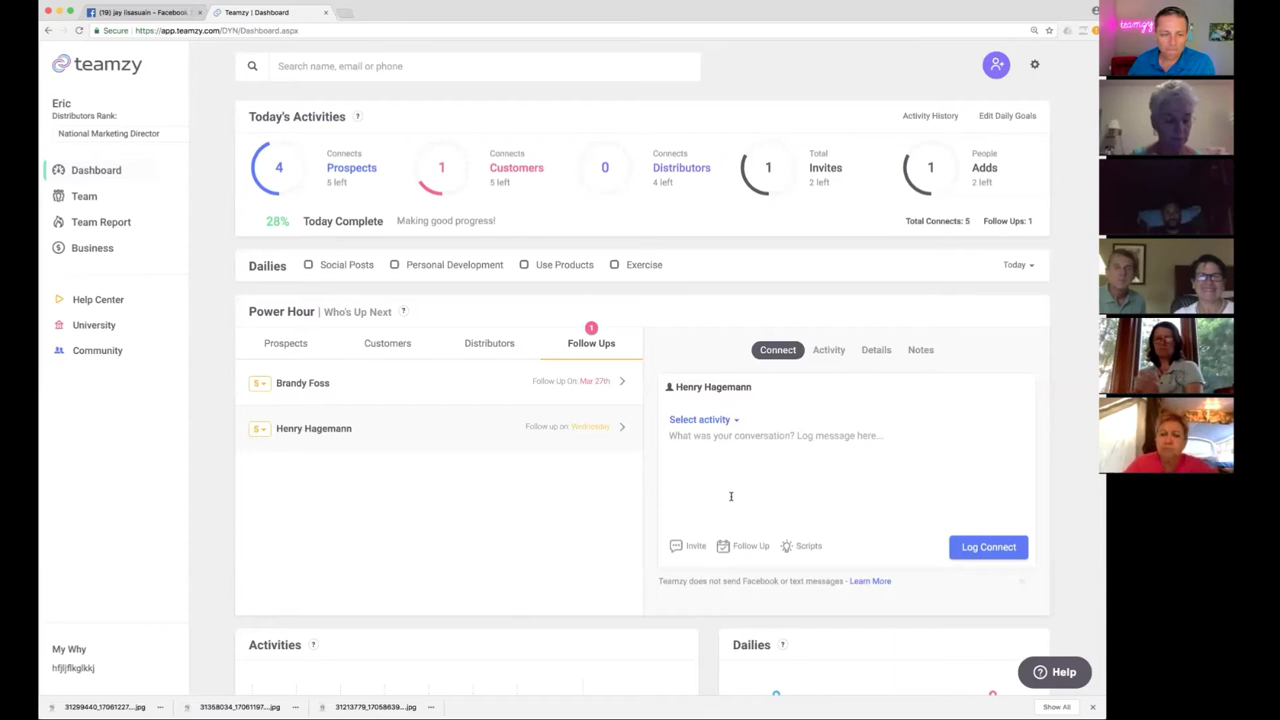 (19) jay lisasuain - Facebook
Teamzy | Dashboard
Secure
https://app.teamzy.com/DYN/Dashboard.aspx
teamzy
teamzy
Search name, email or phone
Eric
Distributors Rank:
National Marketing Director
Dashboard
Team
Team Report
Business
Help Center
University
Community
My Why
hfjljflkglkkj
Today's Activities ?
Activity History
Edit Daily Goals
4
Connects
Prospects
5 left
1
Connects
Customers
5 left
0
Connects
Distributors
4 left
1
Total
Invites
2 left
1
People
Adds
2 left
28% Today Complete Making good progress!
Total Connects: 5 Follow Ups: 1
Dailies Social Posts Personal Development Use Products Exercise Today
Power Hour | Who's Up Next ?
1
Prospects Customers Distributors Follow Ups
S Brandy Foss Follow Up On: Mar 27th
S Henry Hagemann Follow up on: Wednesday
Connect Activity Details Notes
Henry Hagemann
Select activity
What was your conversation? Log message here...
Invite Follow Up Scripts Log Connect
Teamzy does not send Facebook or text messages - Learn More
Activities ?
Dailies ?
? Help
31299440_17061227....jpg
31358034_17061197....jpg
31213779_17058639....jpg
Show All